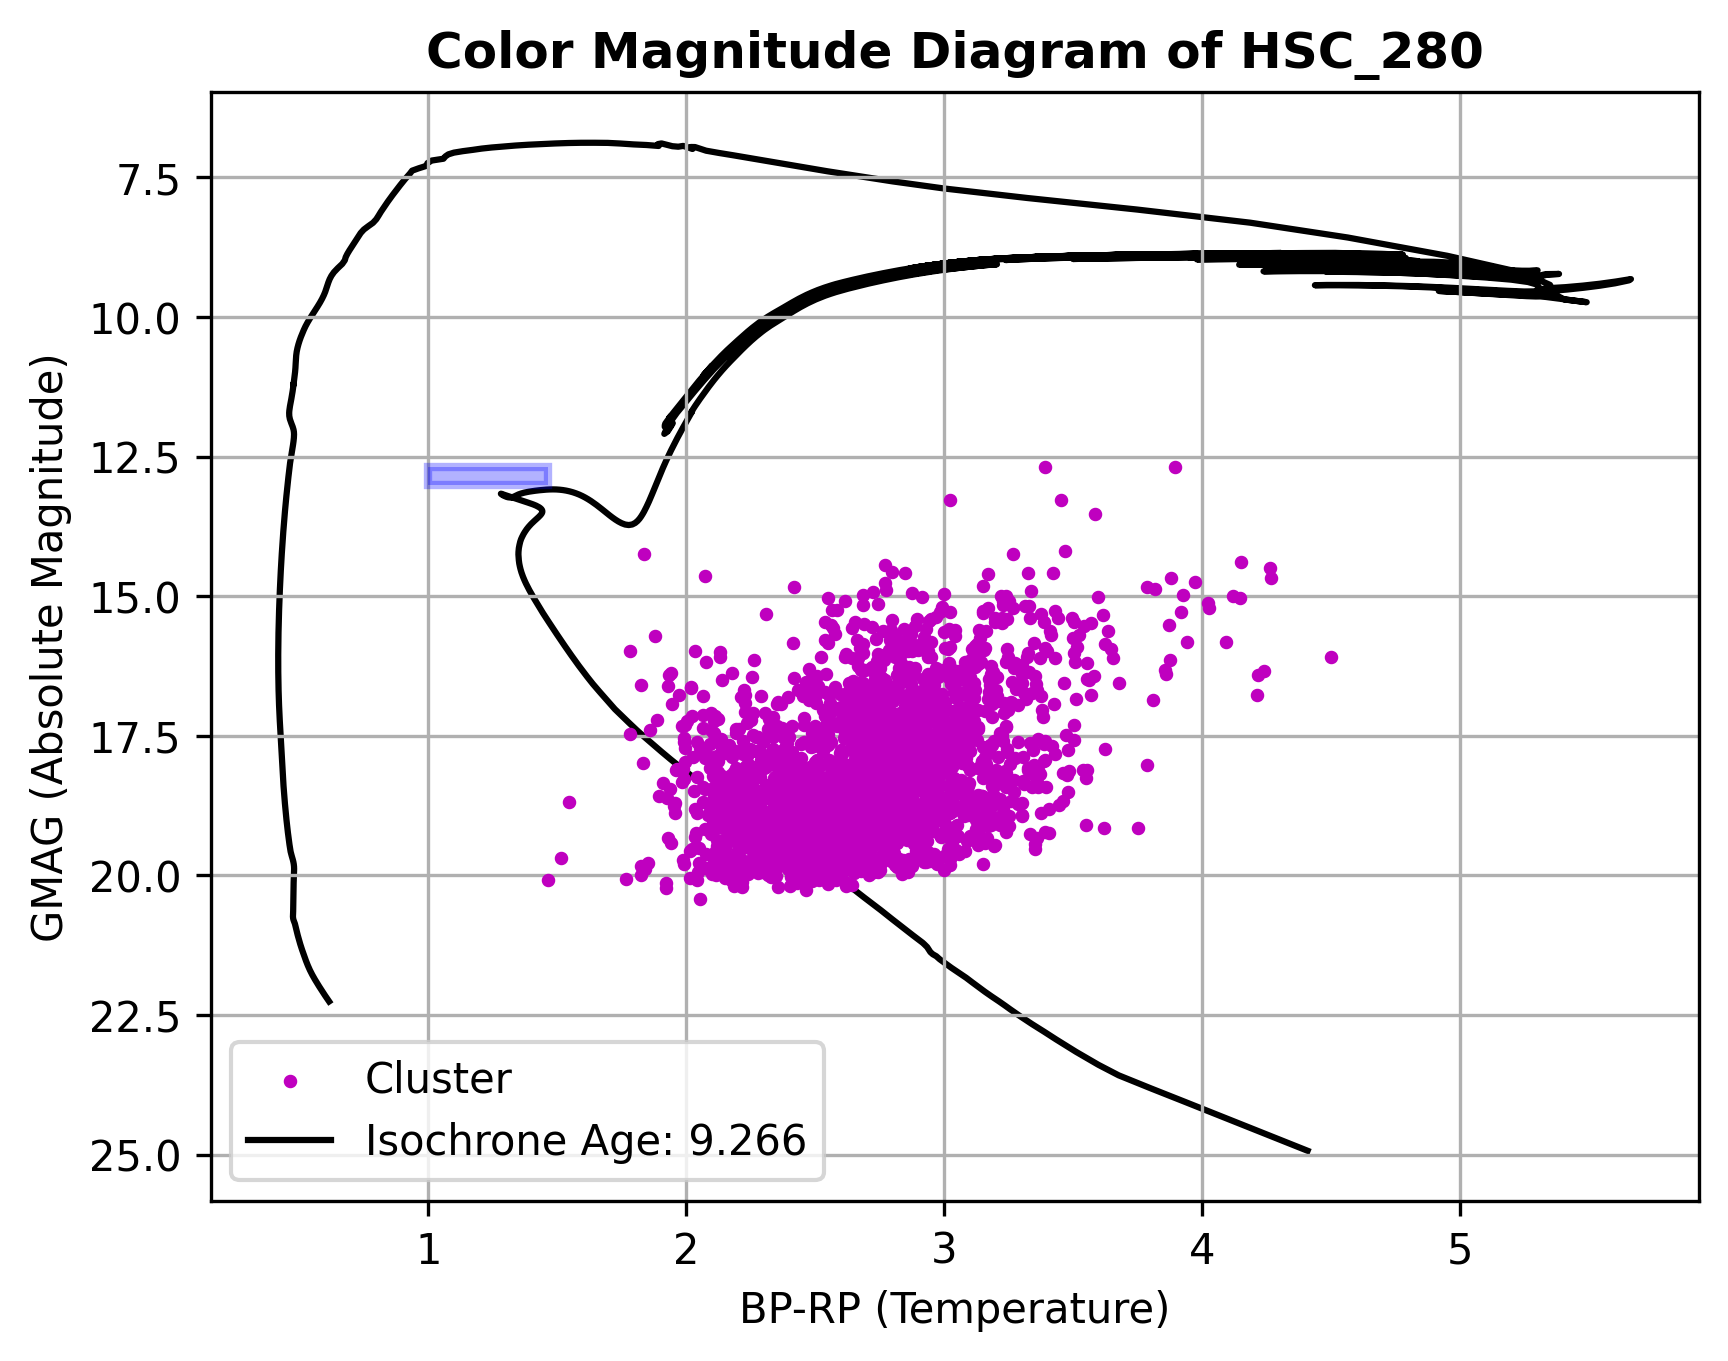 Color Magnitude Diagram of HSC_280
GMAG (Absolute Magnitude)
7.5
10.0
12.5
15.0
17.5
20.0
22.5
25.0
Cluster
Isochrone Age: 9.266
1 2 3 4 5
BP-RP (Temperature)